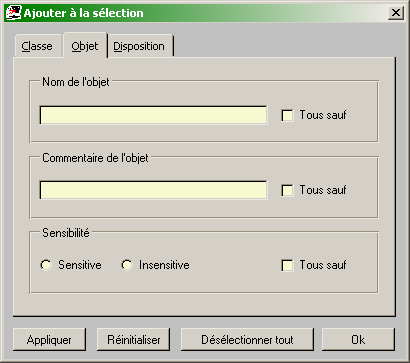 Ajouter à la sélection
Classe Objet Disposition
Nom de l'objet
Tous sauf
Commentaire de l'objet
Tous sauf
Sensibilité
Sensitive Insensitive Tous sauf
Appliquer Réinitialiser Désélectionner tout Ok